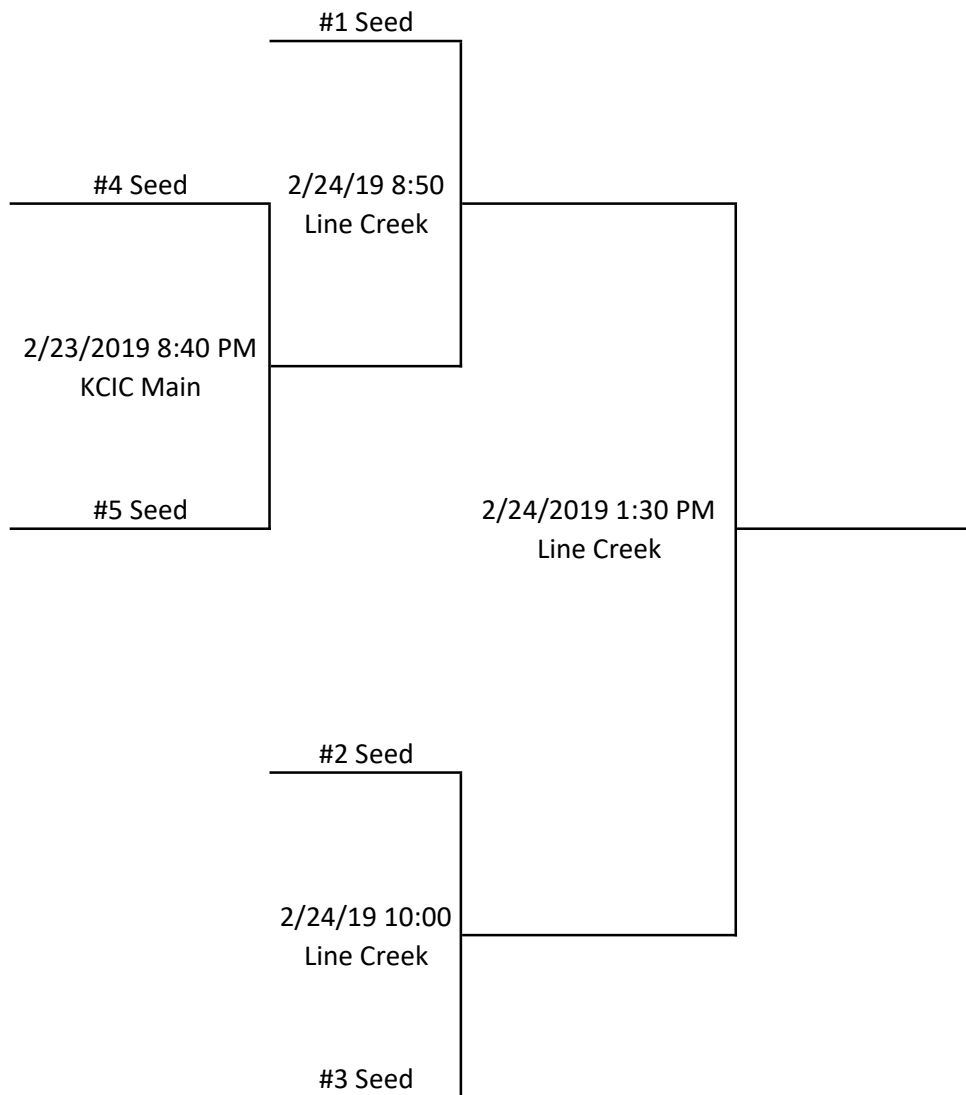 #1 Seed
#4 Seed
2/24/19 8:50
Line Creek
2/23/2019 8:40 PM
KCIC Main
#5 Seed
2/24/2019 1:30 PM
Line Creek
#2 Seed
2/24/19 10:00
Line Creek
#3 Seed